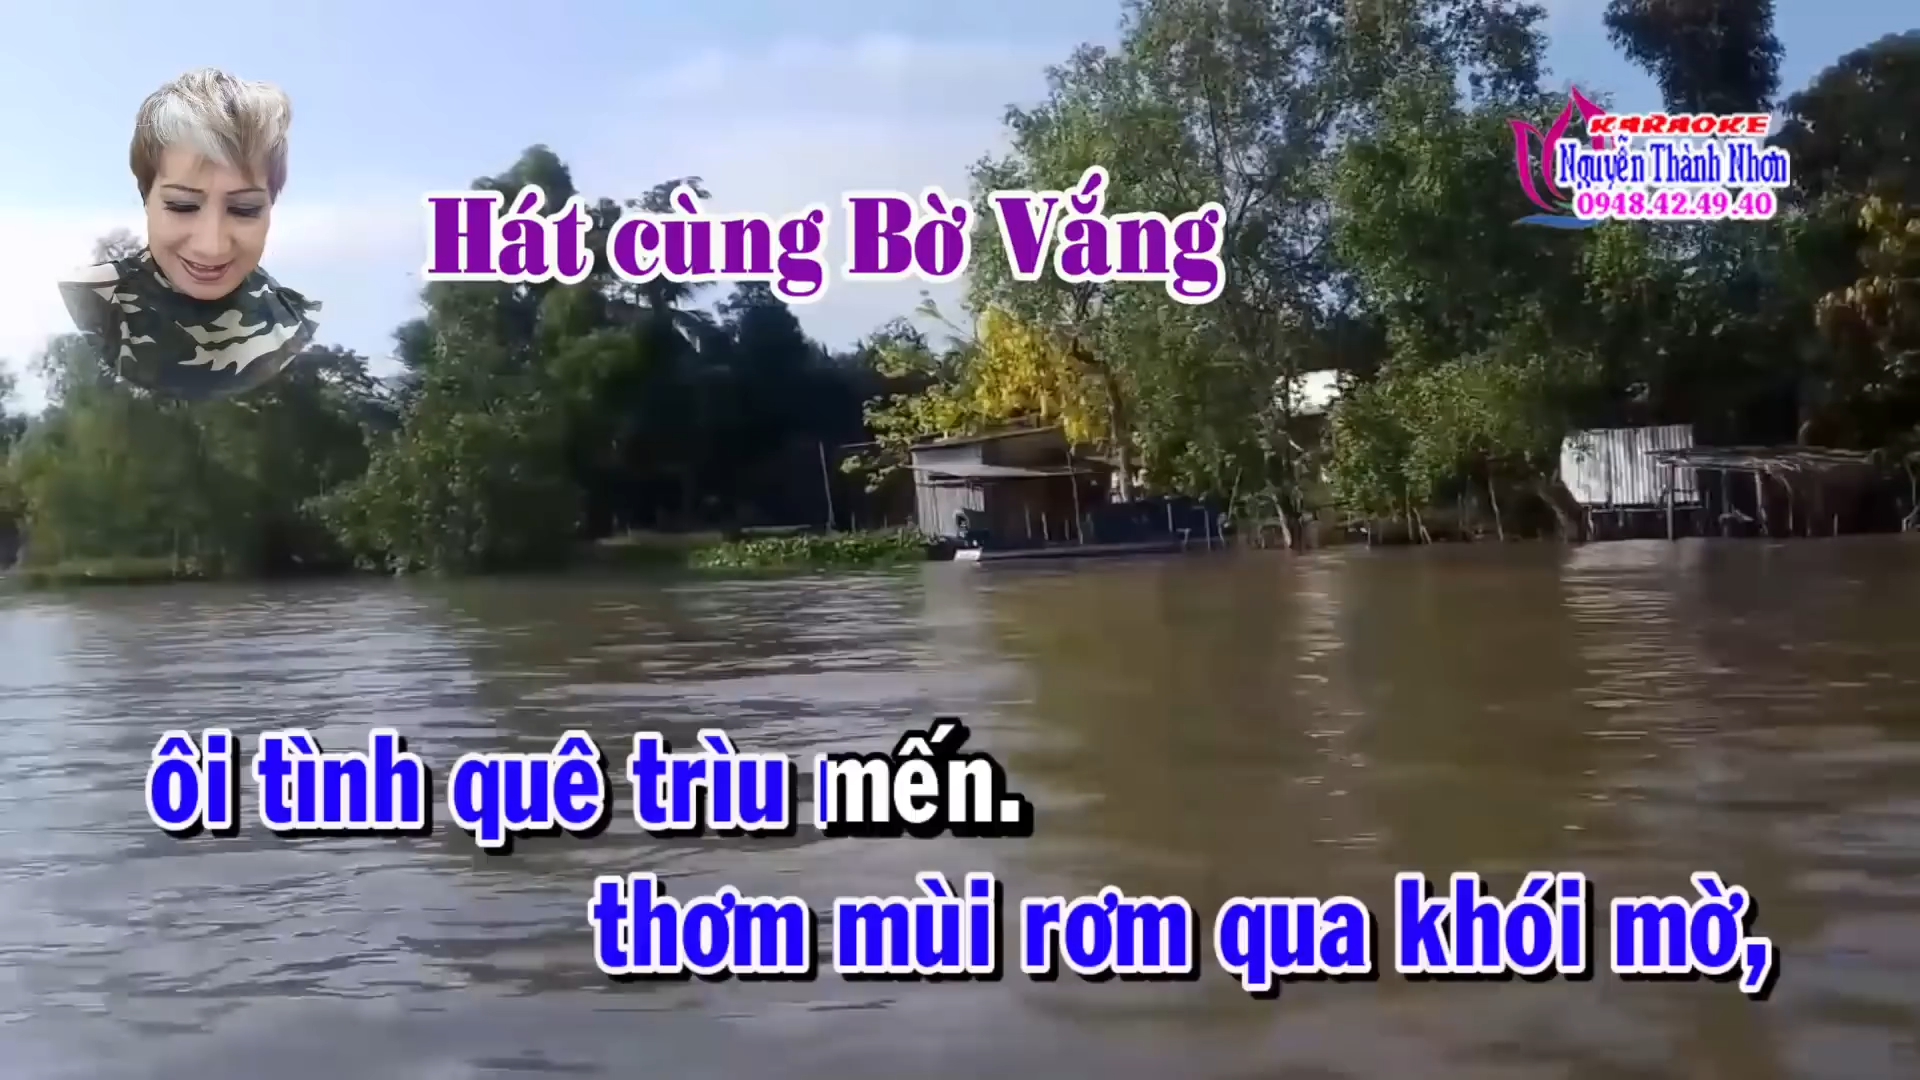 KARAOKE
Nguyễn Thành Nhơn
0948.42.49.40
Hát cùng Bờ Vắng
ôi tình quê trìu mến.
thơm mùi rơm qua khói mờ,